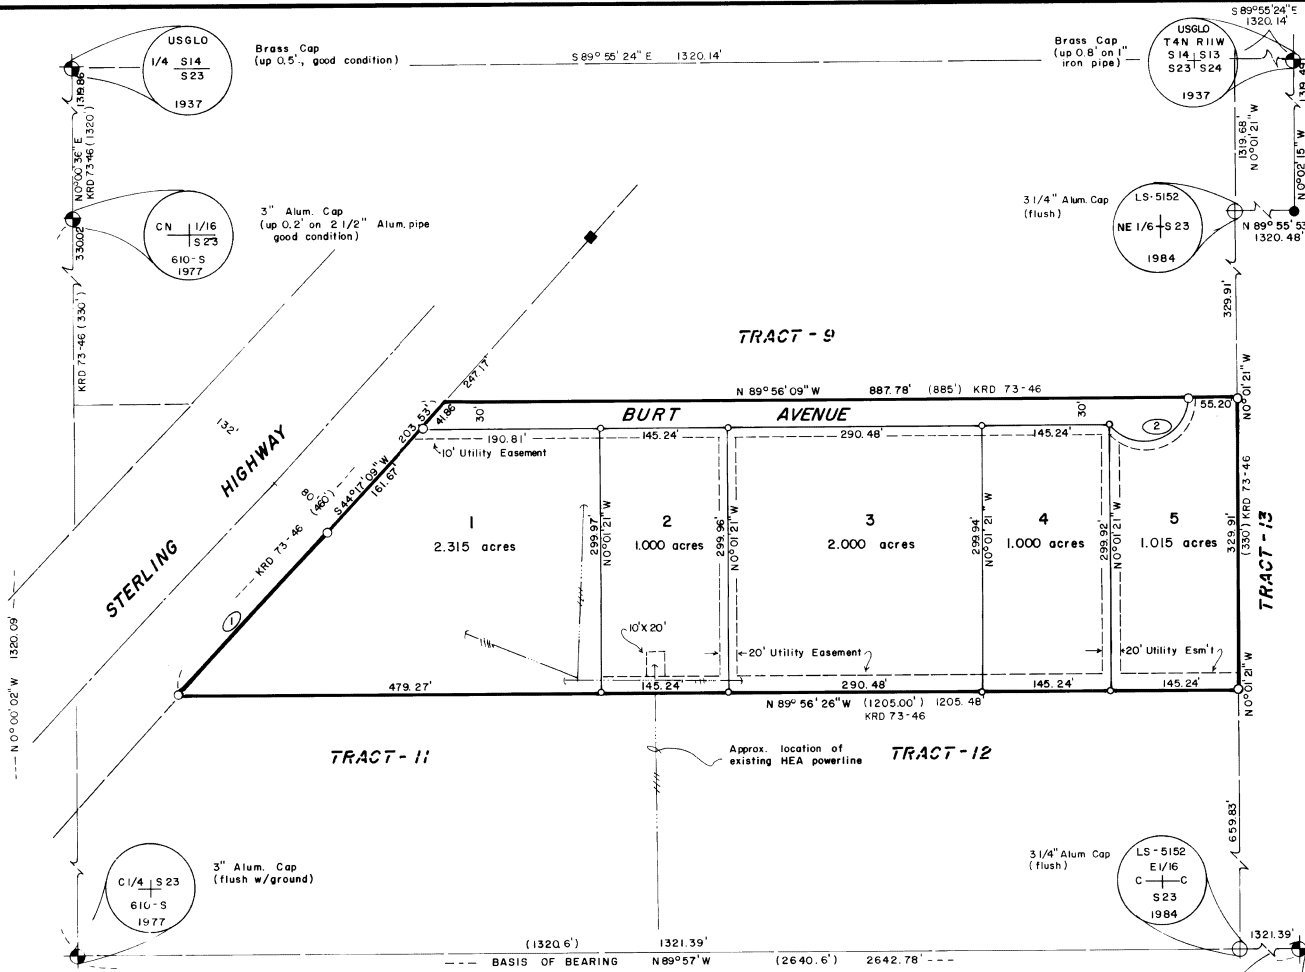 S 89°55'24" E
1320.14'
USGLO
1/4 S14
S23
1937
Brass Cap
(up 0.5', good condition)
S 89° 55' 24" E 1320.14'
Brass Cap
(up 0.8' on 1"
iron pipe)
USGLO
T4N R11W
S14 S13
S23 S24
1937
1319.86'
N0°00'36"E
KRD 73-46 (1320')
1319.68'
N0°01'21"W
1319.49'
N0°02'15"W
CN 1/16
S23
610-S
1977
3" Alum. Cap
(up 0.2' on 2 1/2" Alum. pipe
good condition)
3 1/4" Alum. Cap
(flush)
LS-5152
NE 1/6 S 23
1984
N 89° 55' 53
1320.48'
330.02'
KRD 73-46 (330')
329.91'
TRACT - 9
247.17'
N 89° 56' 09" W 887.78' (885') KRD 73-46
N0°01'21"W
203.53'
41.86'
30'
BURT AVENUE
30'
2
55.20'
132'
190.81'
145.24'
290.48'
145.24'
10' Utility Easement
STERLING HIGHWAY
80'
(460')
S44°17'09"W
161.67'
KRD 73-46
1
1
2.315 acres
299.97'
N0°01'21"W
2
1.000 acres
299.96'
N0°01'21"W
3
2.000 acres
299.94'
N0°01'21"W
4
1.000 acres
299.92'
N0°01'21"W
5
1.015 acres
329.91'
(330') KRD 73-46
TRACT - 13
N0°00'02"W 1320.09'
10'X20'
20' Utility Easement
20' Utility Esm't
N0°01'21"W
479.27'
145.24'
290.48'
145.24'
145.24'
N 89° 56' 26" W (1205.00') 1205.48'
KRD 73-46
TRACT - 11
Approx. location of
existing HEA powerline
TRACT - 12
659.83'
C1/4 S23
610-S
1977
3" Alum. Cap
(flush w/ground)
3 1/4" Alum Cap
(flush)
LS-5152
E1/16
C C
S23
1984
(1320.6') 1321.39'
1321.39'
BASIS OF BEARING N89°57'W (2640.6') 2642.78'